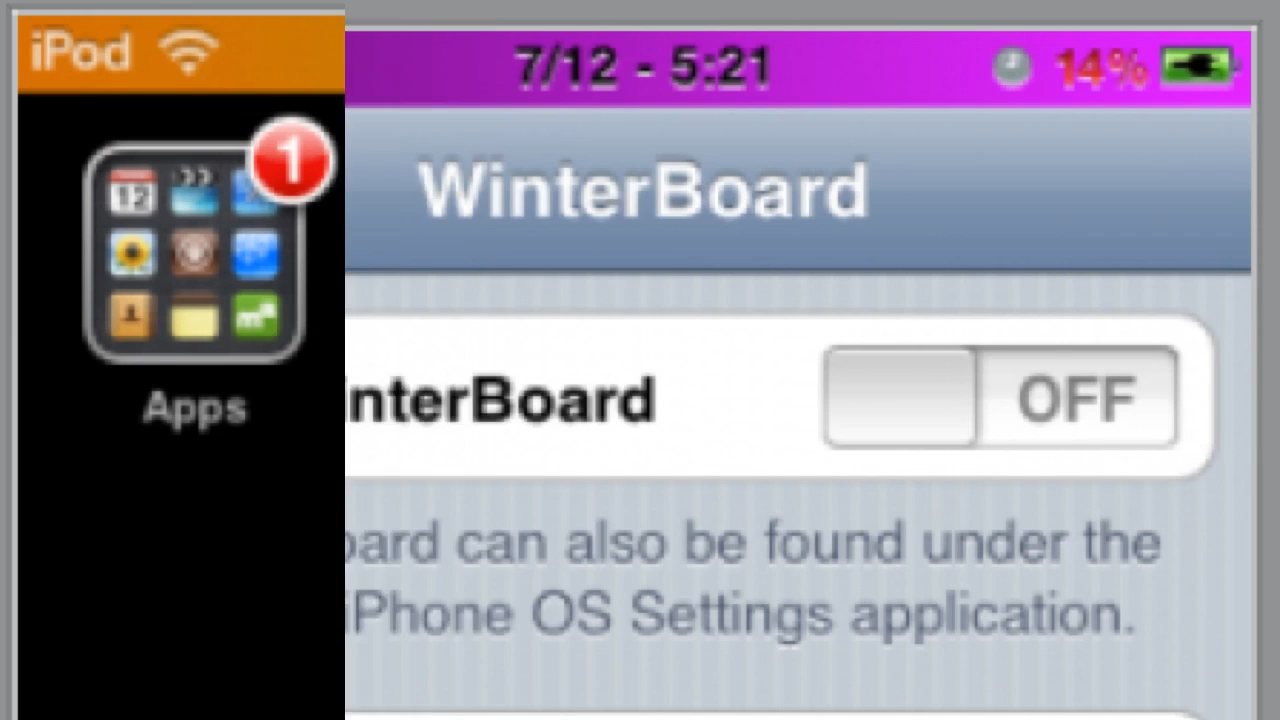 iPod
7/12 - 5:21
14%
1
12
Apps
WinterBoard
nterBoard
OFF
oard can also be found under the
iPhone OS Settings application.